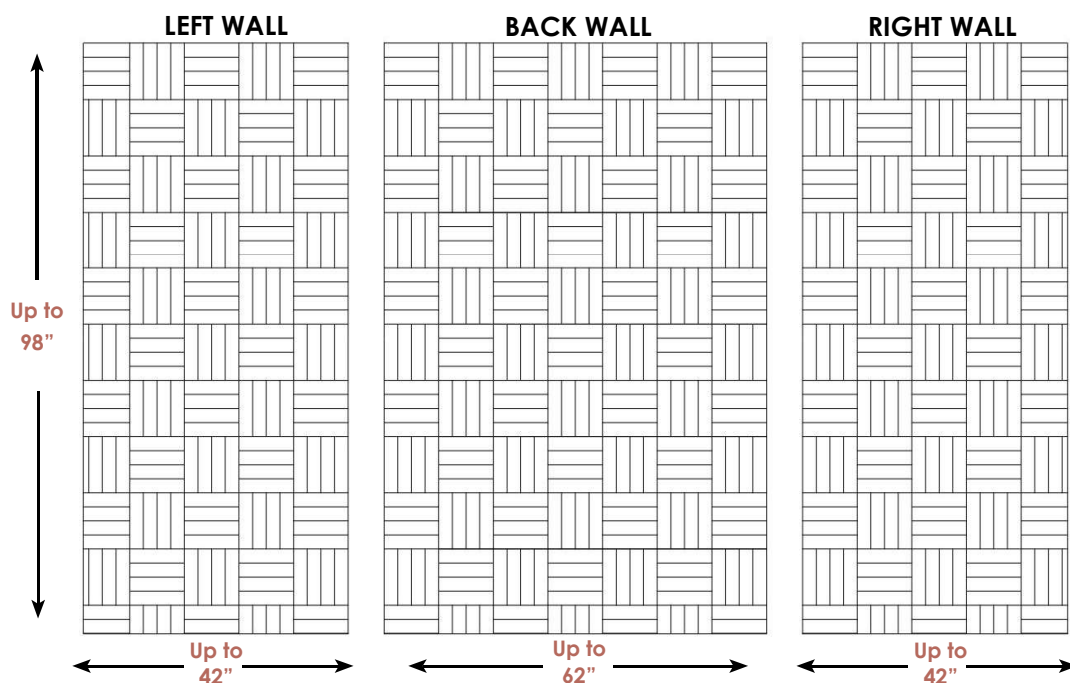 LEFT WALL
BACK WALL
RIGHT WALL
Up to
98”
Up to
42”
Up to
62”
Up to
42”